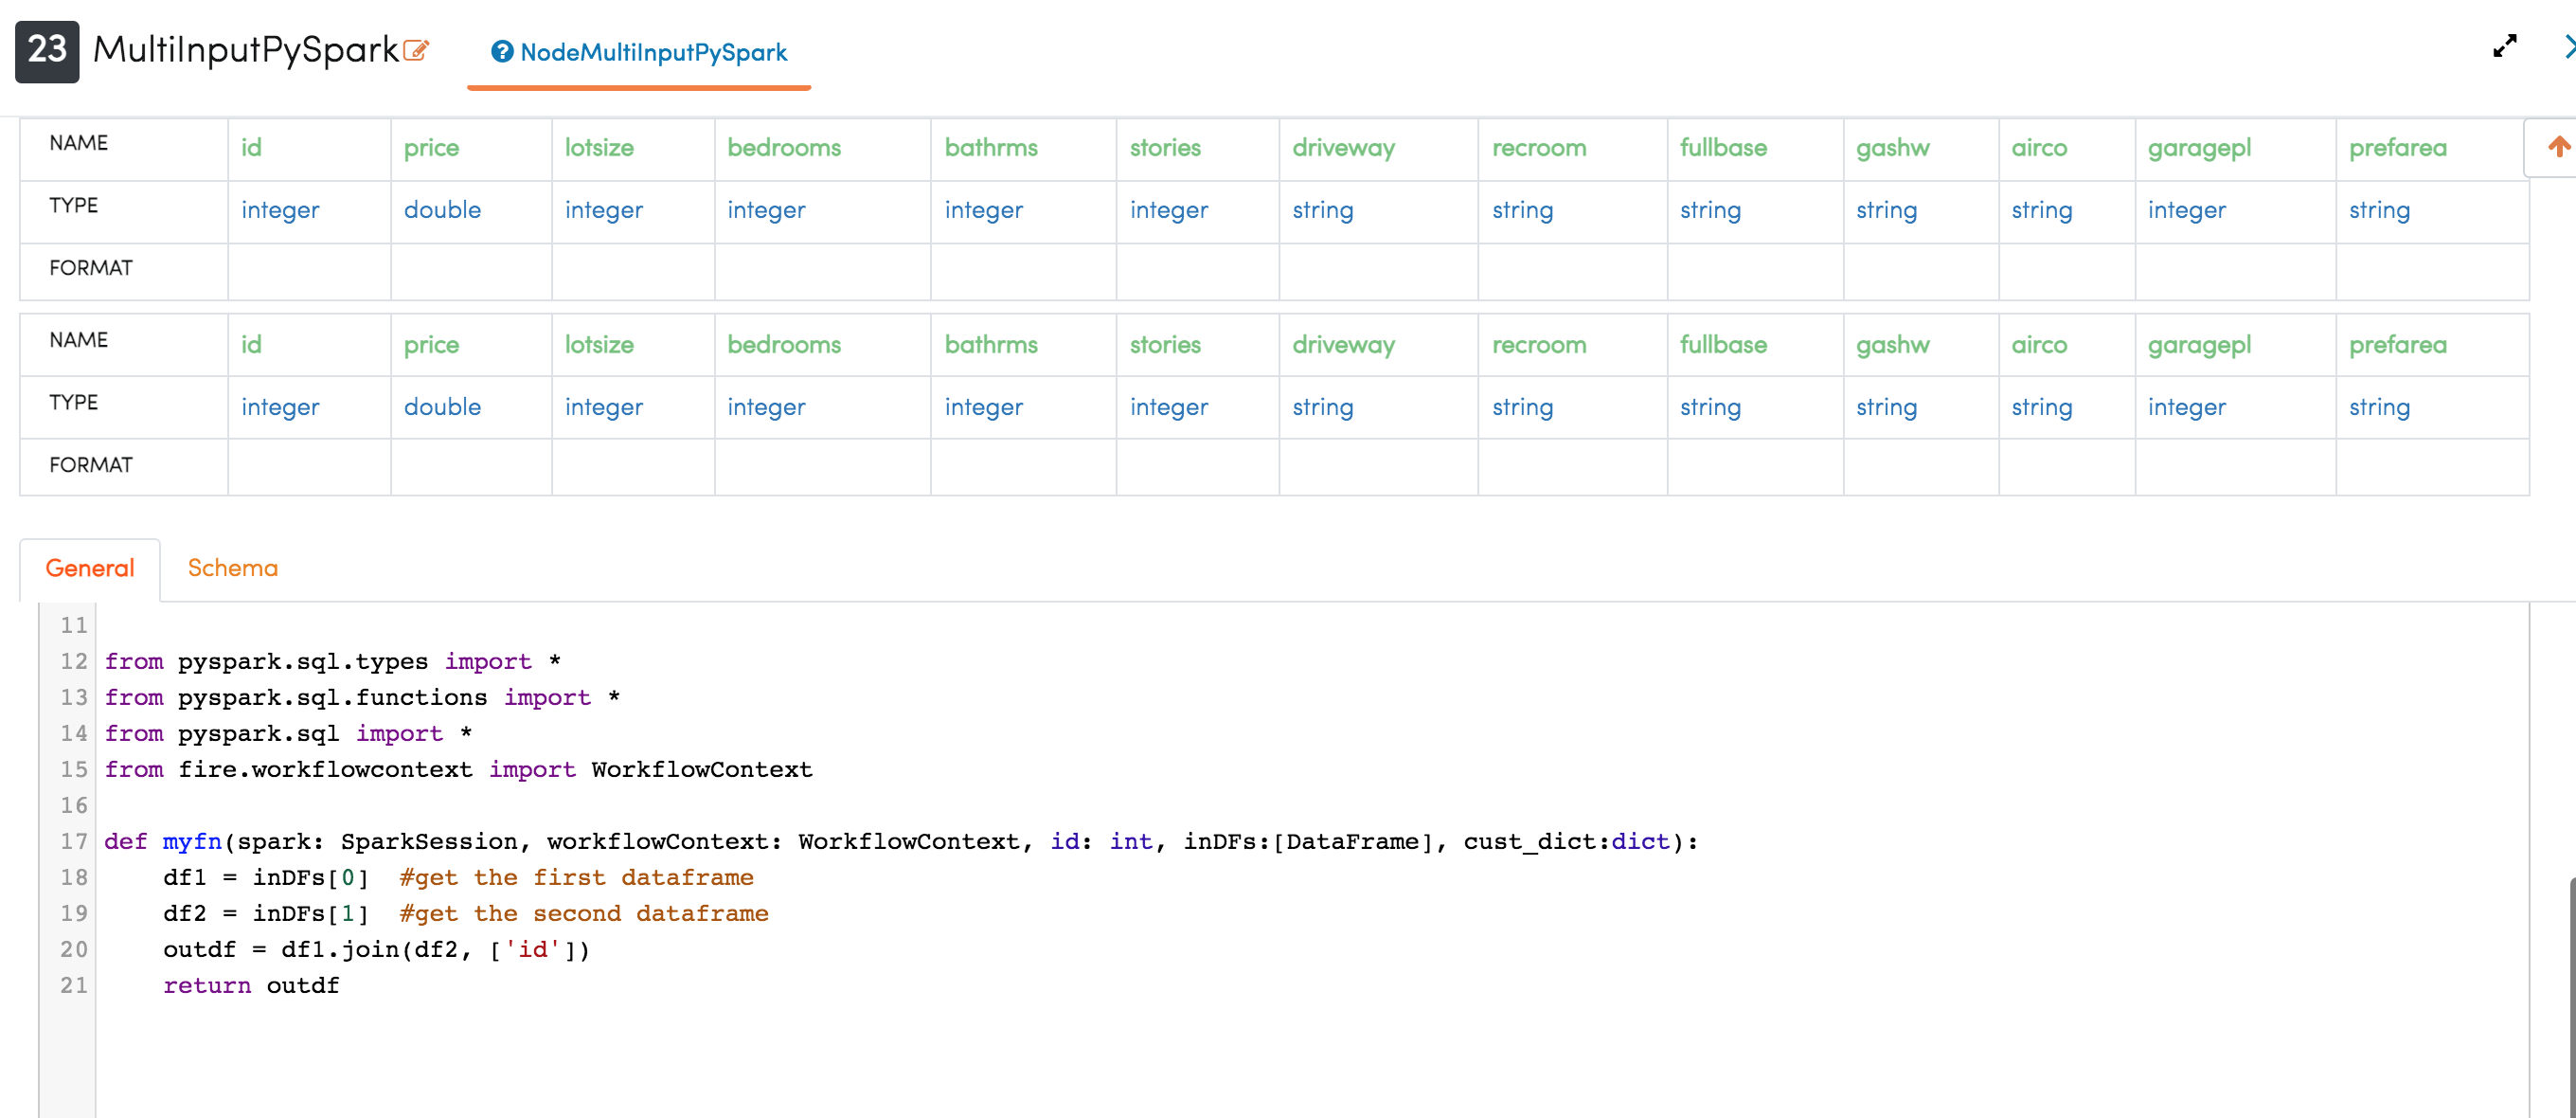 23 MultiInputPySpark NodeMultiInputPySpark
NAME id price lotsize bedrooms bathrms stories driveway recroom fullbase gashw airco garagepl prefarea
TYPE integer double integer integer integer integer string string string string string integer string
FORMAT
NAME id price lotsize bedrooms bathrms stories driveway recroom fullbase gashw airco garagepl prefarea
TYPE integer double integer integer integer integer string string string string string integer string
FORMAT
General Schema
11
12 from pyspark.sql.types import *
13 from pyspark.sql.functions import *
14 from pyspark.sql import *
15 from fire.workflowcontext import WorkflowContext
16
17 def myfn(spark: SparkSession, workflowContext: WorkflowContext, id: int, inDFs:[DataFrame], cust_dict:dict):
18     df1 = inDFs[0]  #get the first dataframe
19     df2 = inDFs[1]  #get the second dataframe
20     outdf = df1.join(df2, ['id'])
21     return outdf